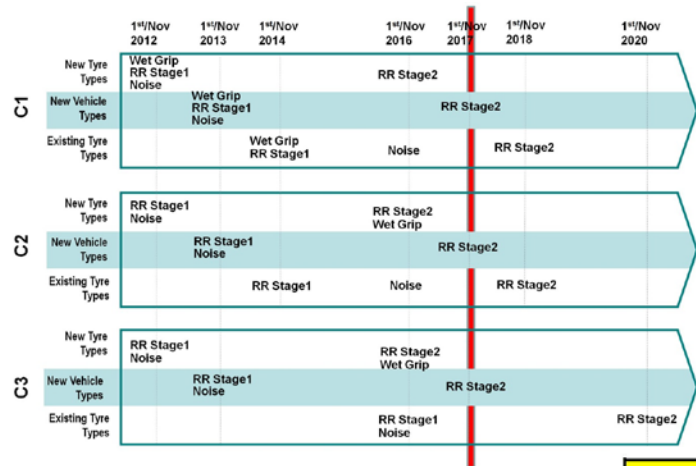 1st/Nov 1st/Nov 1st/Nov 1st/Nov 1st/Nov 1st/Nov 1st/Nov
2012 2013 2014 2016 2017 2018 2020
C1
New Tyre
Types
Wet Grip
RR Stage1
Noise
RR Stage2
New Vehicle
Types
Wet Grip
RR Stage1
Noise
RR Stage2
Existing Tyre
Types
Wet Grip
RR Stage1
Noise
RR Stage2
C2
New Tyre
Types
RR Stage1
Noise
RR Stage2
Wet Grip
New Vehicle
Types
RR Stage1
Noise
RR Stage2
Existing Tyre
Types
RR Stage1
Noise
RR Stage2
C3
New Tyre
Types
RR Stage1
Noise
RR Stage2
Wet Grip
New Vehicle
Types
RR Stage1
Noise
RR Stage2
Existing Tyre
Types
RR Stage1
Noise
RR Stage2